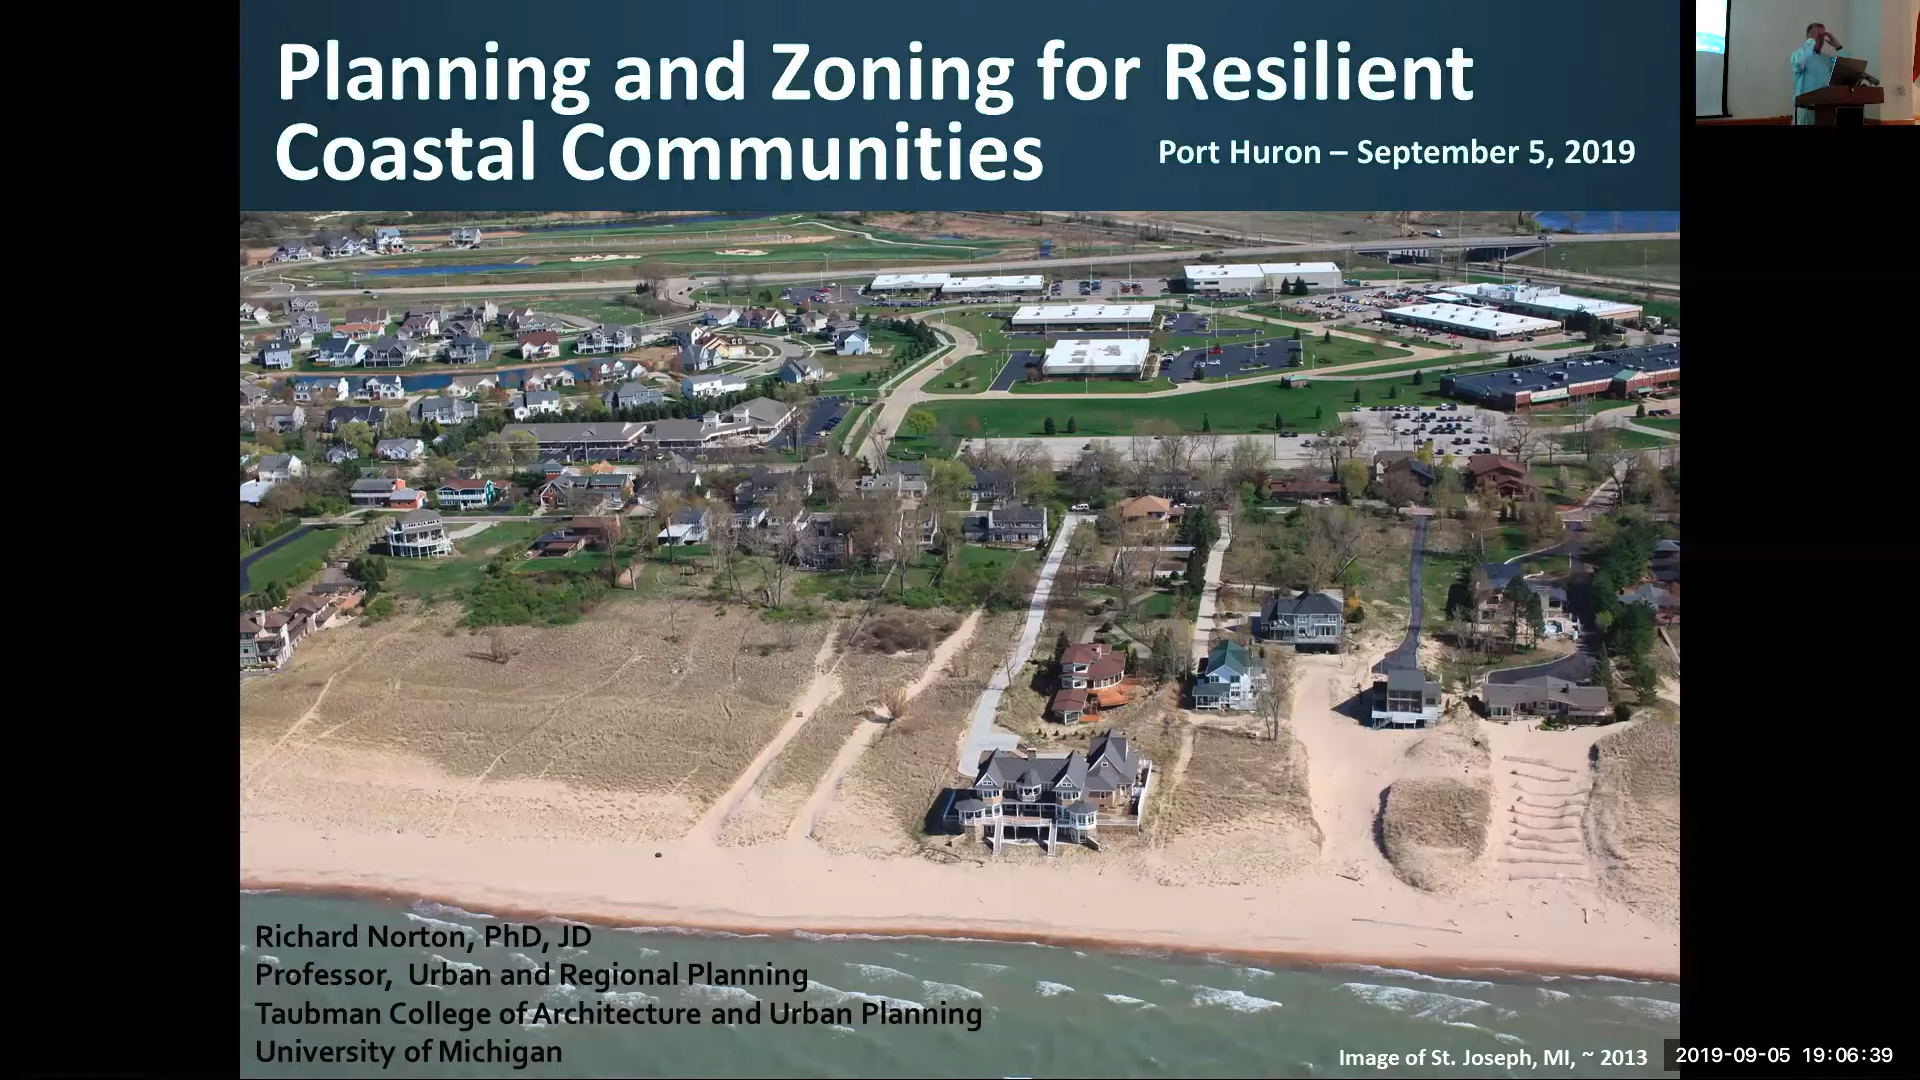 Planning and Zoning for Resilient
Coastal Communities
Port Huron – September 5, 2019
Richard Norton, PhD, JD
Professor, Urban and Regional Planning
Taubman College of Architecture and Urban Planning
University of Michigan
Image of St. Joseph, MI, ~ 2013
2019-09-05 19:06:39